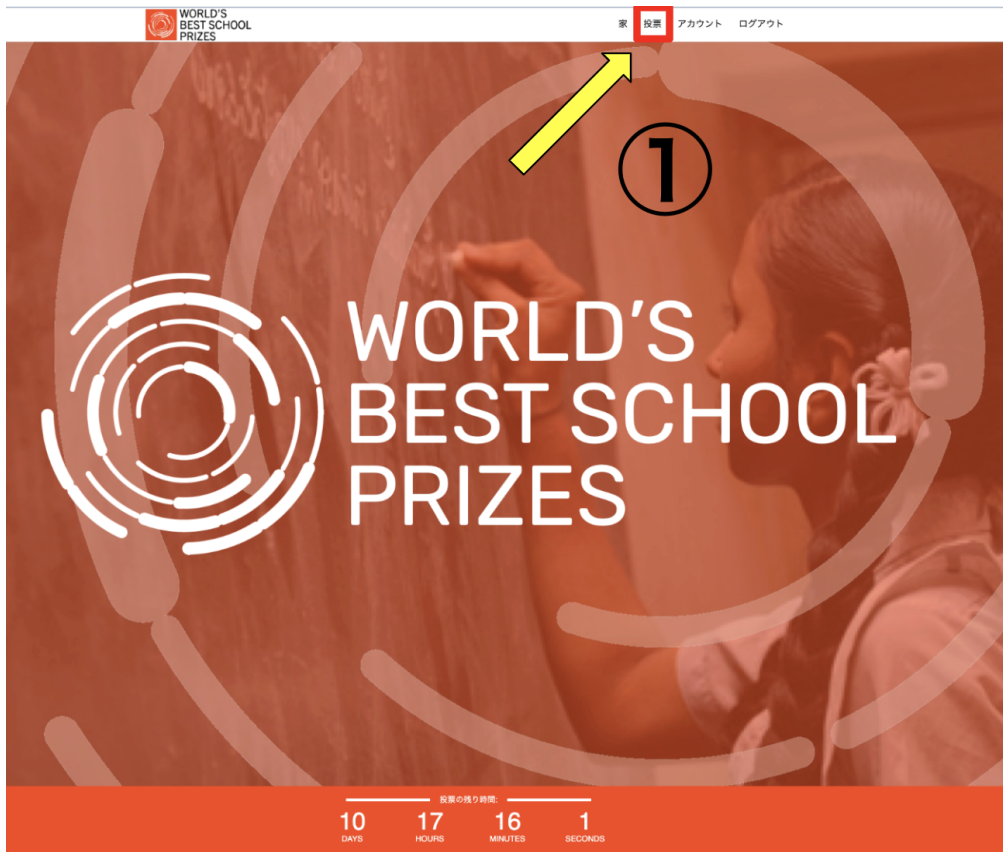 WORLD'S
BEST SCHOOL
PRIZES
家 投票 アカウント ログアウト
①
WORLD'S
BEST SCHOOL
PRIZES
投票の残り時間:
10 17 16 1
DAYS HOURS MINUTES SECONDS